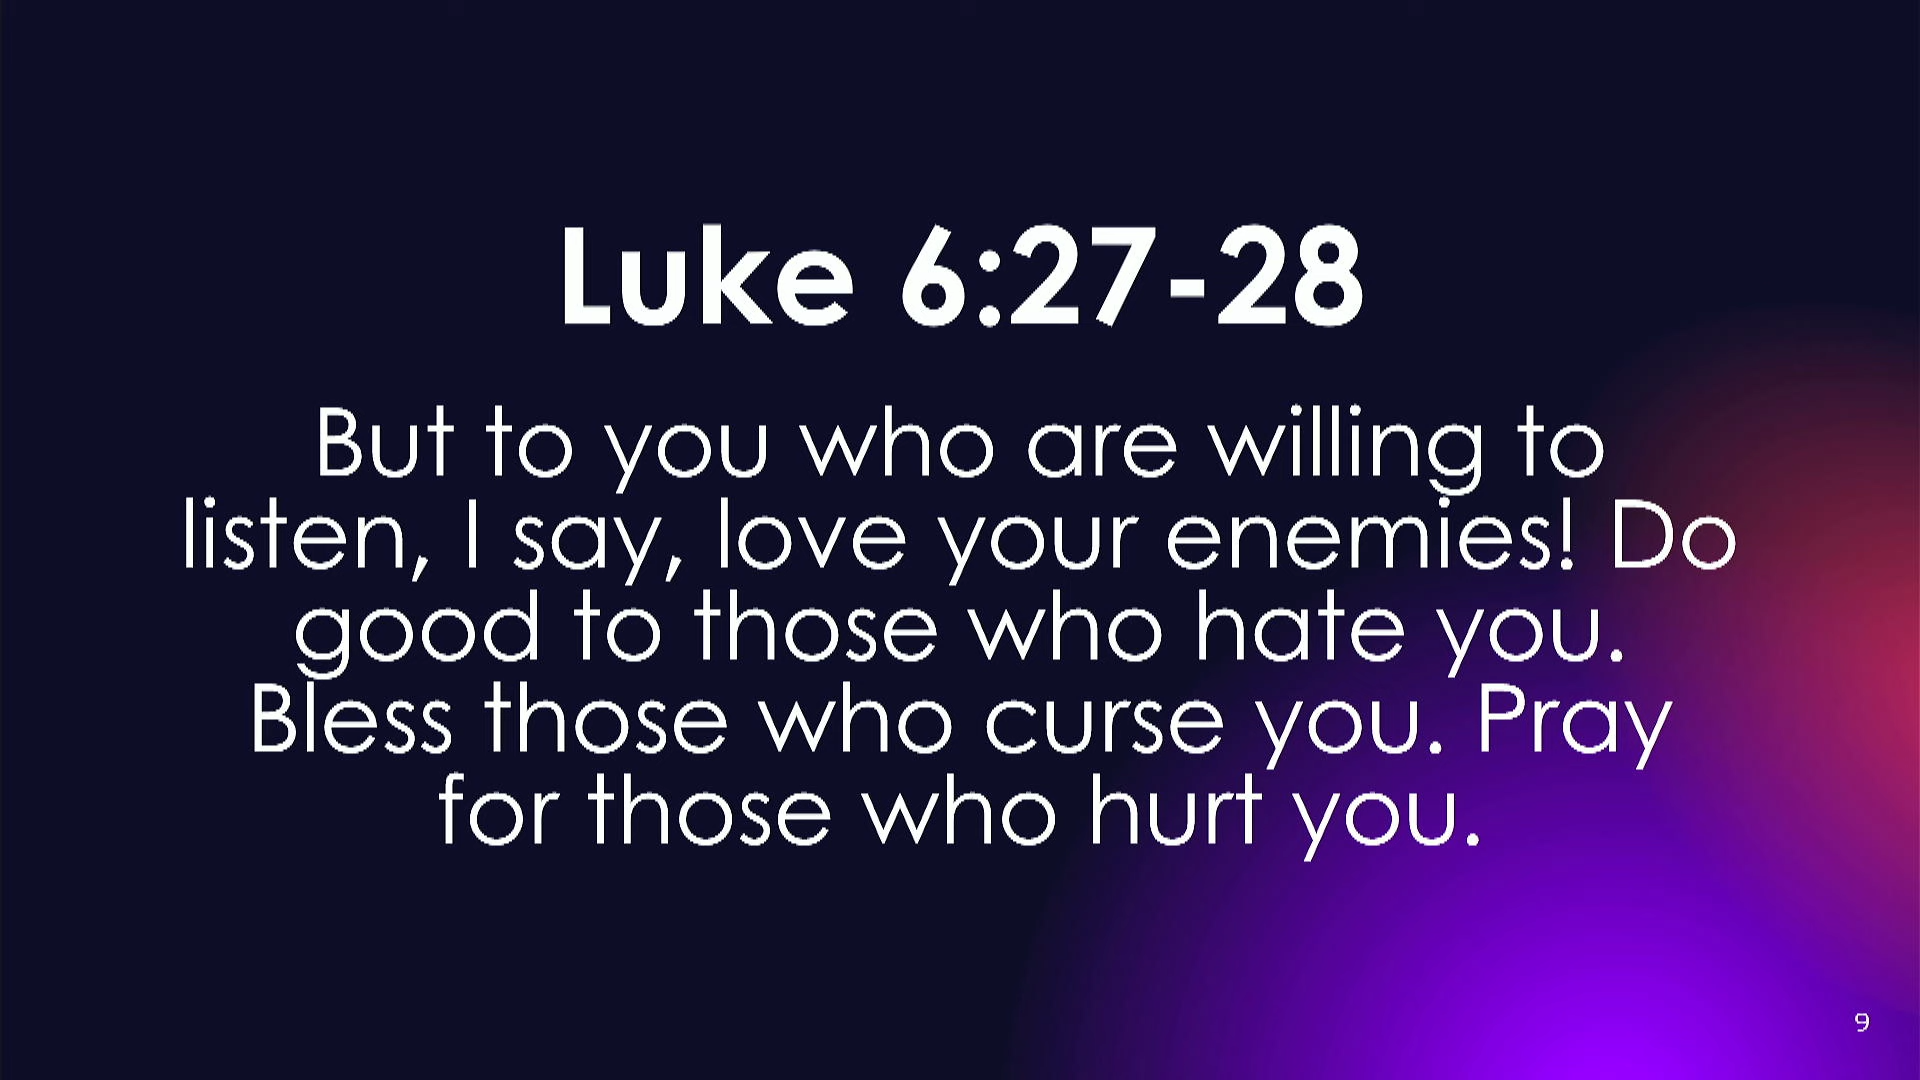 Luke 6:27-28
But to you who are willing to
listen, I say, love your enemies! Do
good to those who hate you.
Bless those who curse you. Pray
for those who hurt you.
9